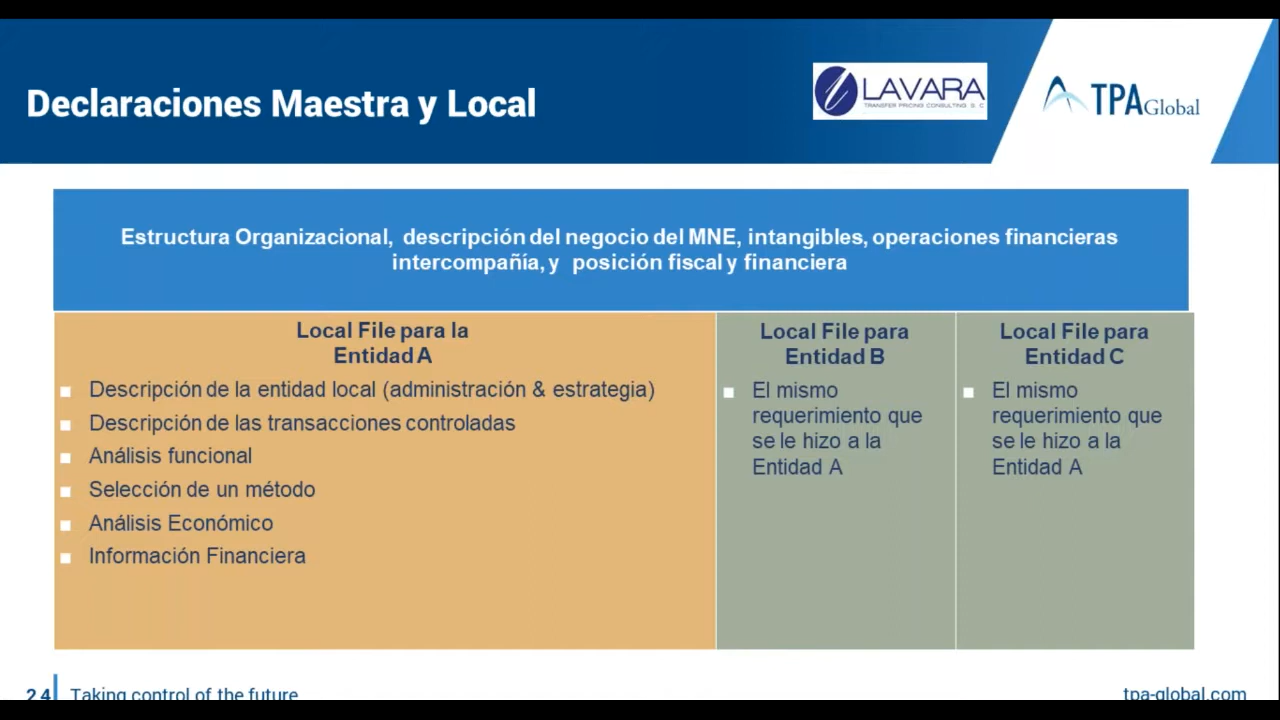 Declaraciones Maestra y Local
LAVARA
TRANSFER PRICING CONSULTING S. C
TPA Global
Estructura Organizacional, descripción del negocio del MNE, intangibles, operaciones financieras
intercompañía, y posición fiscal y financiera
Local File para la
Entidad A
Descripción de la entidad local (administración & estrategia)
Descripción de las transacciones controladas
Análisis funcional
Selección de un método
Análisis Económico
Información Financiera
Local File para
Entidad B
El mismo
requerimiento que
se le hizo a la
Entidad A
Local File para
Entidad C
El mismo
requerimiento que
se le hizo a la
Entidad A
24
Taking control of the future
tpa-global.com